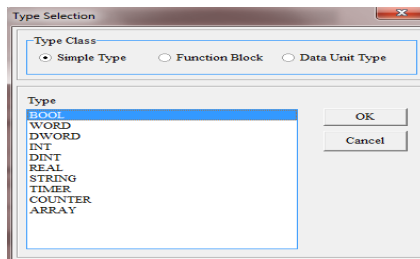 Type Selection
Type Class
Simple Type Function Block Data Unit Type
Type
BOOL
WORD
DWORD
INT
DINT
REAL
STRING
TIMER
COUNTER
ARRAY
OK
Cancel